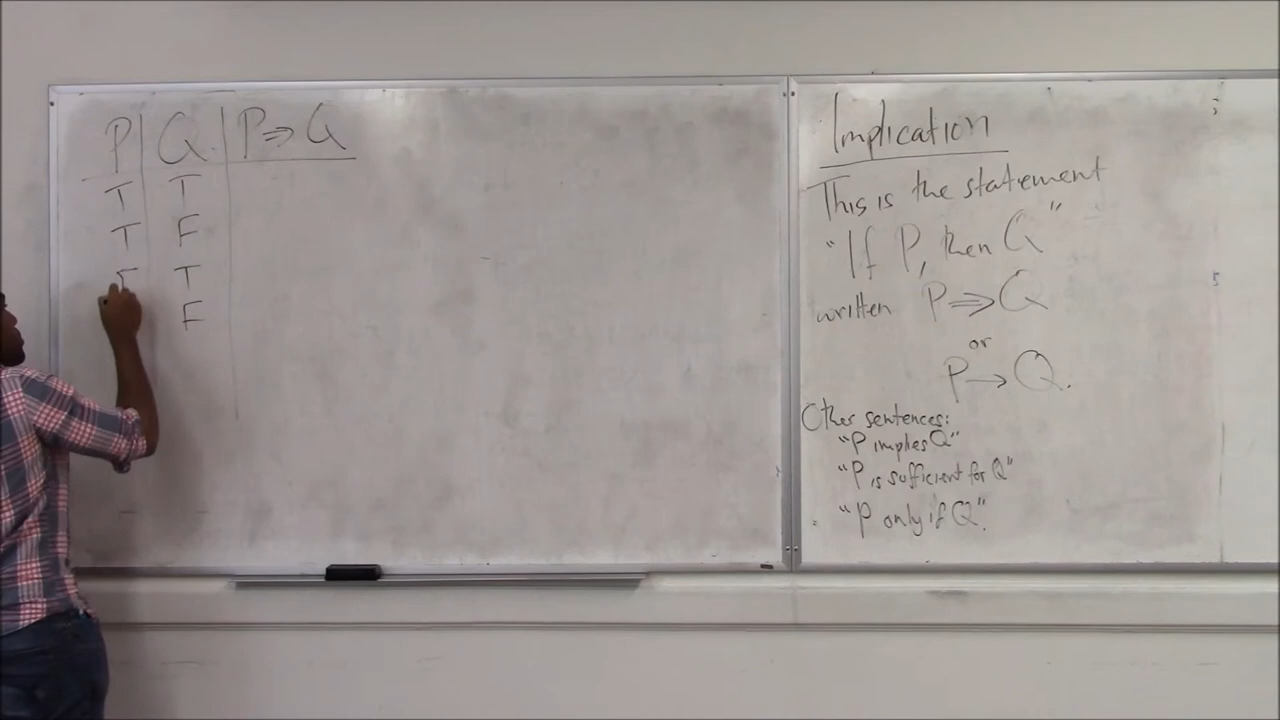 P Q. P⇒Q
T T
T F
F T
F
Implication
This is the statement
"If P, then Q"
written P⇒Q
or
P→Q.
Other sentences:
"P implies Q"
"P is sufficient for Q"
"P only if Q".